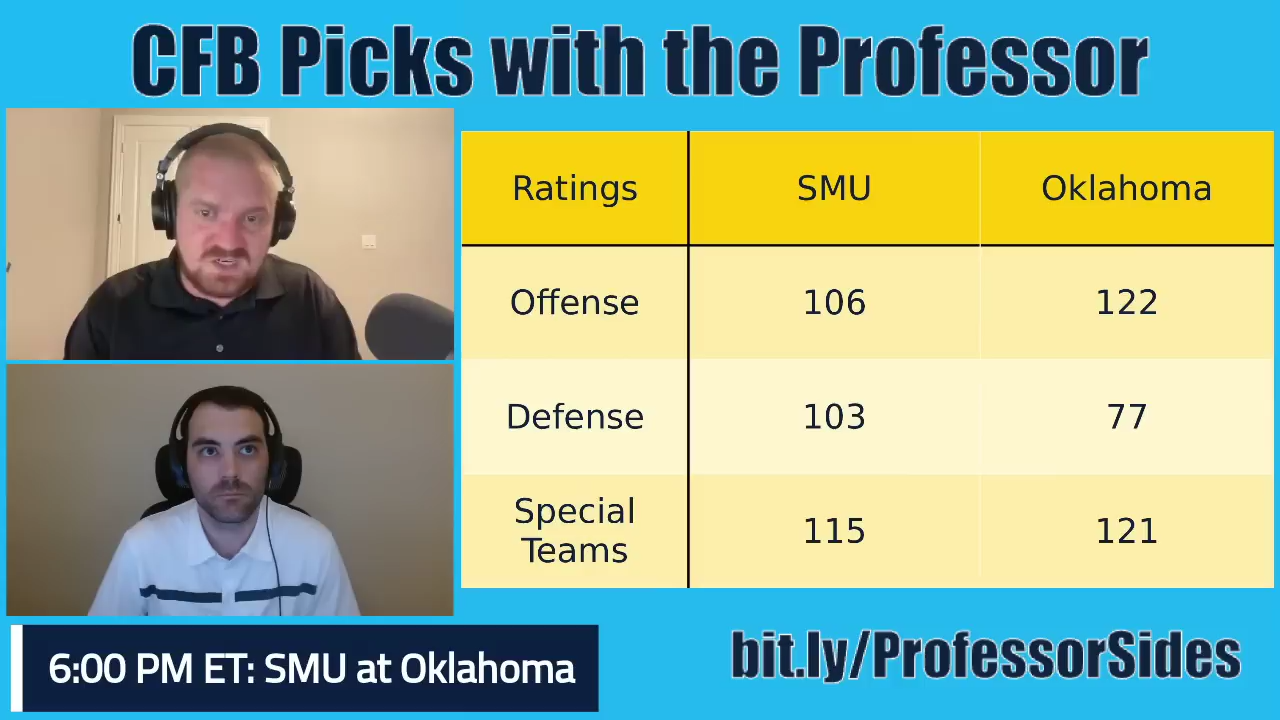 CFB Picks with the Professor
Ratings SMU Oklahoma
Offense 106 122
Defense 103 77
Special
Teams 115 121
6:00 PM ET: SMU at Oklahoma
bit.ly/ProfessorSides